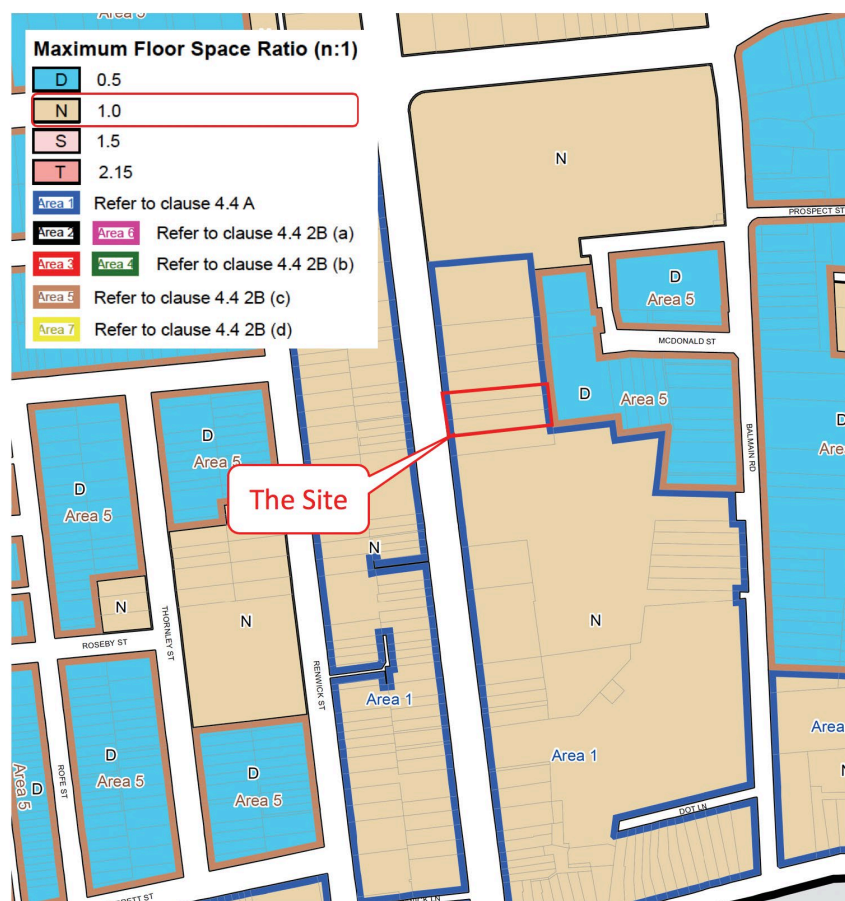 Area 5
Maximum Floor Space Ratio (n:1)
D 0.5
N 1.0
S 1.5
T 2.15
Area 1 Refer to clause 4.4 A
Area 2 Area 6 Refer to clause 4.4 2B (a)
Area 3 Area 4 Refer to clause 4.4 2B (b)
Area 5 Refer to clause 4.4 2B (c)
Area 7 Refer to clause 4.4 2B (d)
N
PROSPECT ST
D
Area 5
MCDONALD ST
D
Area 5
BALMAIN RD
D
D
Area 5
The Site
D
Area 5
N
N
N
N
ROSEBY ST
THORNLEY ST
RENWICK ST
Area 1
Area 1
Area
D
Area 5
D
Area 5
D
Area 5
ROFE ST
DOT LN